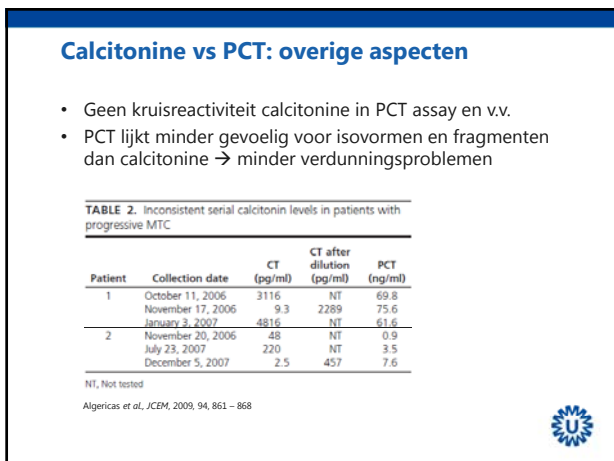 Calcitonine vs PCT: overige aspecten
• Geen kruisreactiviteit calcitonine in PCT assay en v.v.
• PCT lijkt minder gevoelig voor isovormen en fragmenten
dan calcitonine → minder verdunningsproblemen
TABLE 2. Inconsistent serial calcitonin levels in patients with
progressive MTC
Patient Collection date CT (pg/ml) CT after dilution (pg/ml) PCT (ng/ml)
1 October 11, 2006 3116 NT 69.8
November 17, 2006 9.3 2289 75.6
January 3, 2007 4816 NT 61.6
2 November 20, 2006 48 NT 0.9
July 23, 2007 220 NT 3.5
December 5, 2007 2.5 457 7.6
NT, Not tested
Algericas et al., JCEM, 2009, 94, 861 – 868
U